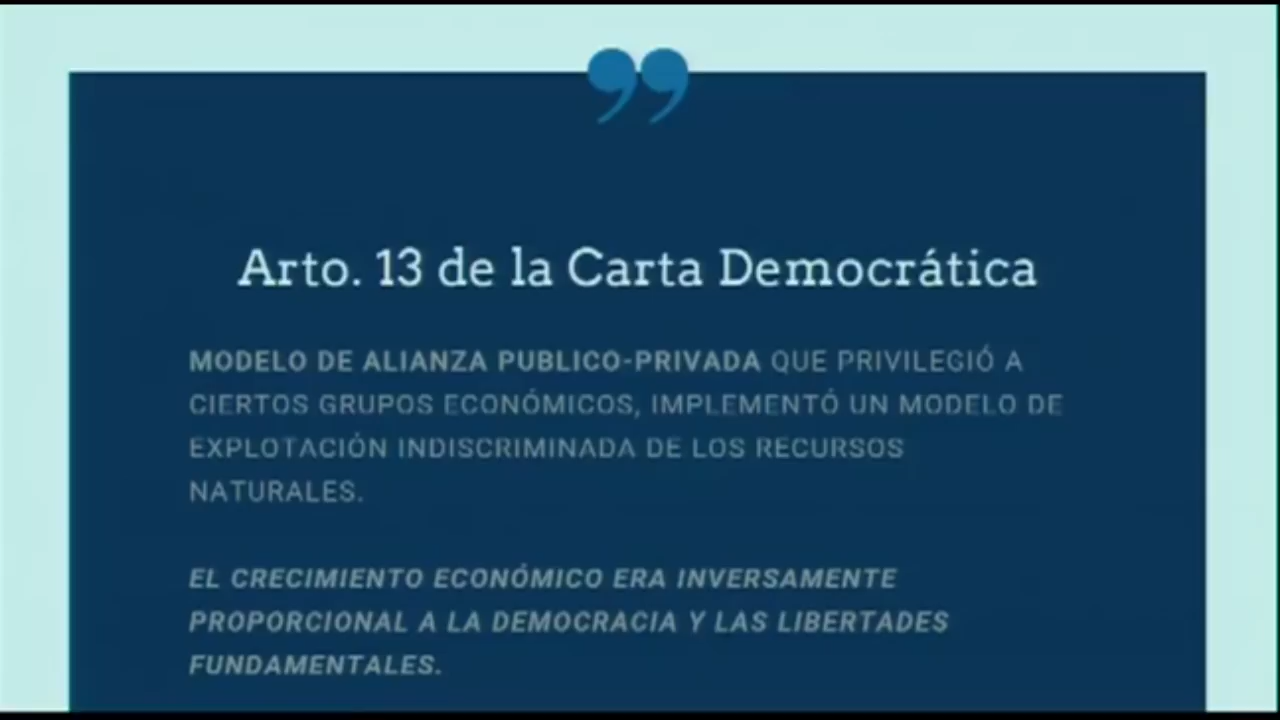 Arto. 13 de la Carta Democrática
MODELO DE ALIANZA PUBLICO-PRIVADA QUE PRIVILEGIÓ A
CIERTOS GRUPOS ECONÓMICOS, IMPLEMENTÓ UN MODELO DE
EXPLOTACIÓN INDISCRIMINADA DE LOS RECURSOS
NATURALES.
EL CRECIMIENTO ECONÓMICO ERA INVERSAMENTE
PROPORCIONAL A LA DEMOCRACIA Y LAS LIBERTADES
FUNDAMENTALES.